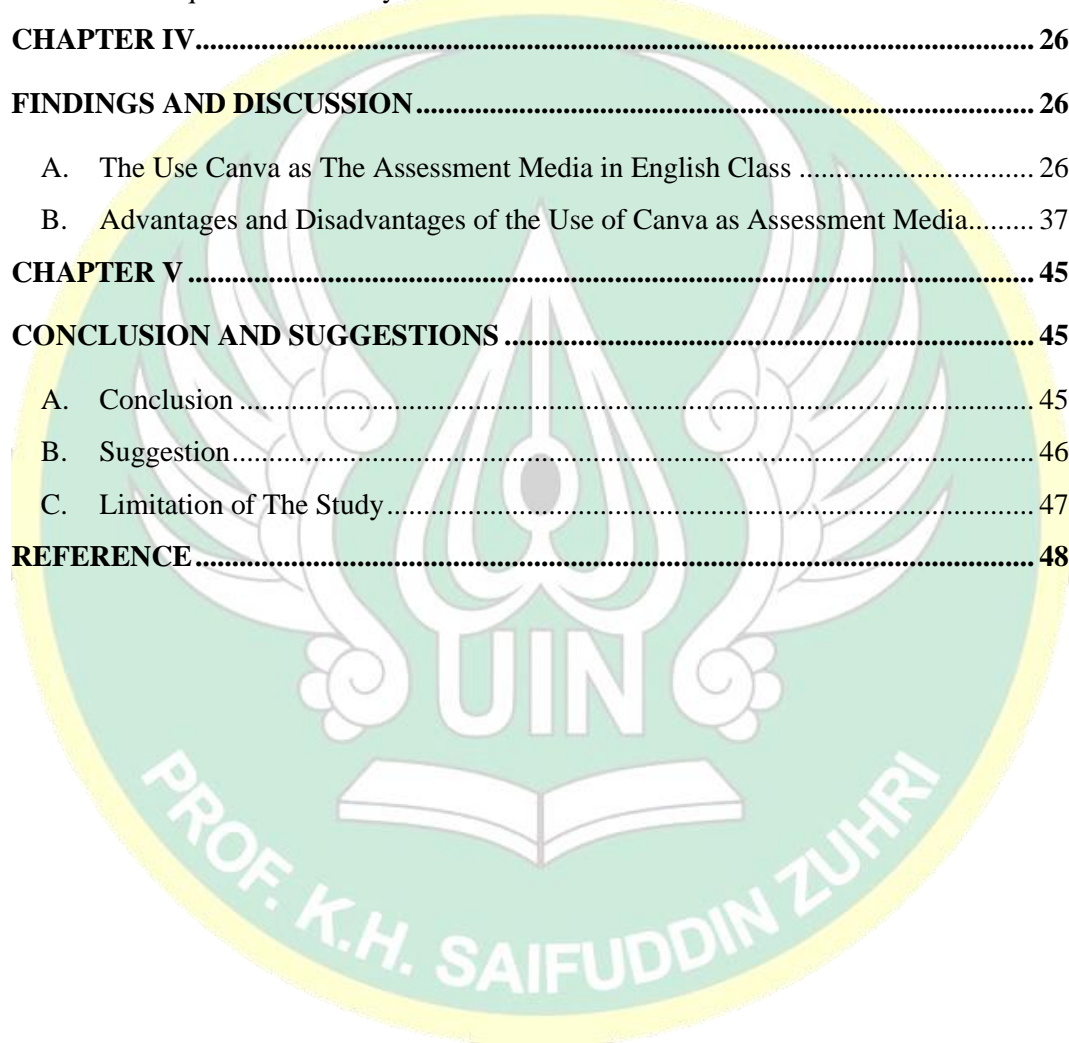 CHAPTER IV.................................................................................................................................. 26
FINDINGS AND DISCUSSION............................................................................................... 26
A. The Use Canva as The Assessment Media in English Class ................................ 26
B. Advantages and Disadvantages of the Use of Canva as Assessment Media......... 37
CHAPTER V ................................................................................................................................ 45
CONCLUSION AND SUGGESTIONS ................................................................................ 45
A. Conclusion .......................................................................................................................... 45
B. Suggestion........................................................................................................................... 46
C. Limitation of The Study................................................................................................... 47
REFERENCE................................................................................................................................ 48
UIN
PROF. K.H. SAIFUDDIN ZUHRI